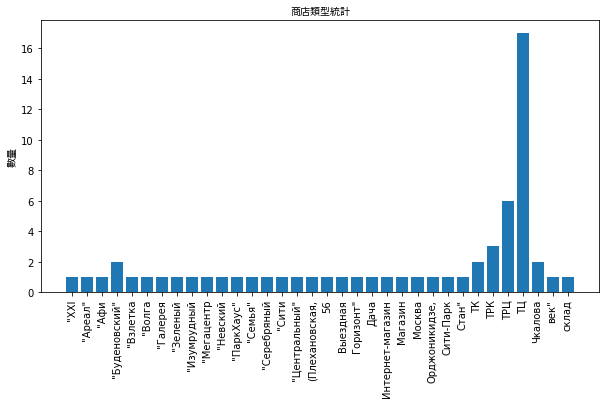 商店類型統計
數量
16
14
12
10
8
6
4
2
0
"XXI
"Ареал"
"Афи
"Буденовский"
"Взлетка
"Волга
"Галерея
"Зеленый
"Изумрудный
"Мегацентр
"Невский
"ПаркХаус"
"Семья"
"Серебряный
"Сити
"Центральный"
(Плехановская,
56
Выездная
Горизонт"
Дача
Интернет-магазин
Магазин
Москва
Орджоникидзе,
Сити-Парк
Стан"
ТК
ТРК
ТРЦ
ТЦ
Чкалова
век"
склад